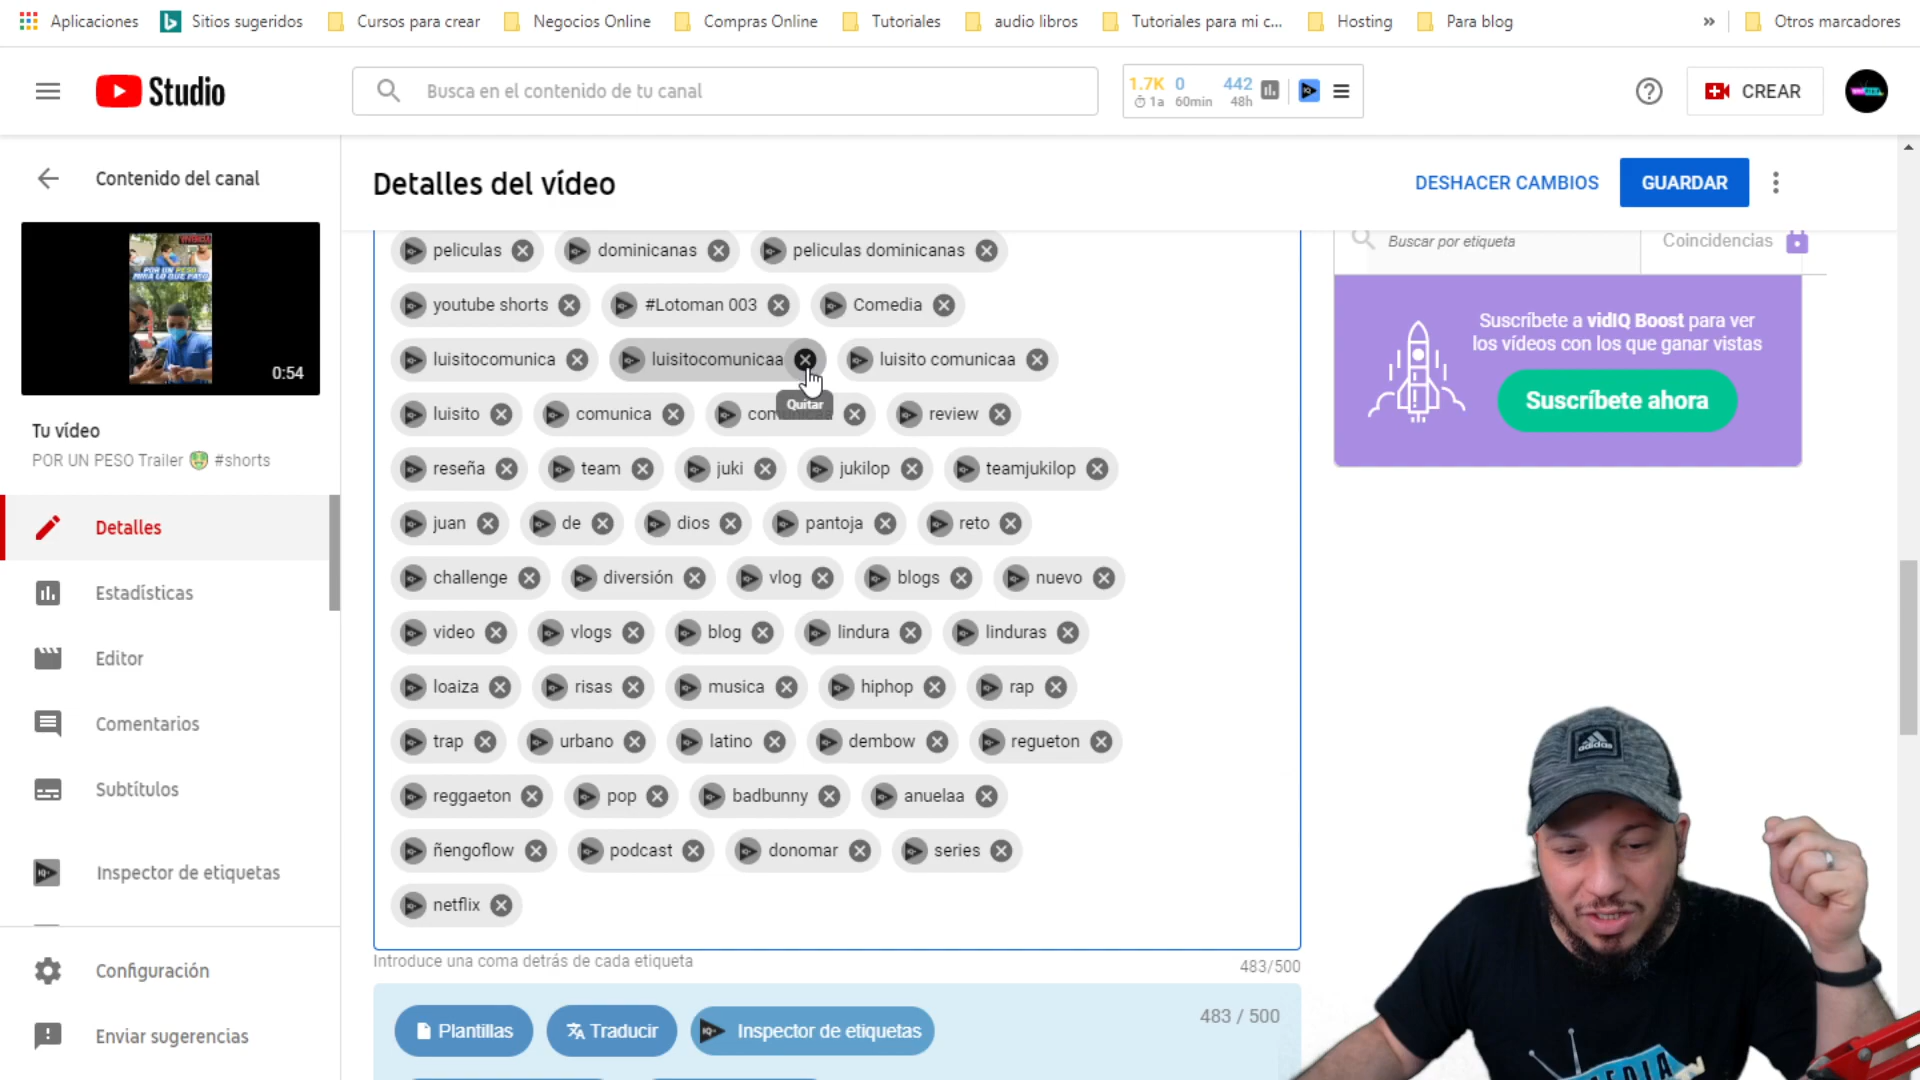 Aplicaciones Sitios sugeridos Cursos para crear Negocios Online Compras Online Tutoriales audio libros Tutoriales para mi c... Hosting Para blog » Otros marcadores
Studio
Busca en el contenido de tu canal
1.7K 0 442
1a 60min 48h
CREAR
Contenido del canal
Detalles del vídeo
DESHACER CAMBIOS
GUARDAR
POR UN PESO
MIRA LO QUE PASO
0:54
Tu vídeo
POR UN PESO Trailer #shorts
Detalles
Estadísticas
Editor
Comentarios
Subtítulos
Inspector de etiquetas
Configuración
Enviar sugerencias
peliculas dominicanas peliculas dominicanas
youtube shorts #Lotoman 003 Comedia
luisitocomunica luisitocomunicaa luisito comunicaa
Quitar
luisito comunica review
reseña team juki jukilop teamjukilop
juan de dios pantoja reto
challenge diversión vlog blogs nuevo
video vlogs blog lindura linduras
loaiza risas musica hiphop rap
trap urbano latino dembow regueton
reggaeton pop badbunny anuelaa
ñengoflow podcast donomar series
netflix
Introduce una coma detrás de cada etiqueta
483/500
Plantillas Traducir Inspector de etiquetas
483 / 500
Buscar por etiqueta
Coincidencias
Suscríbete a vidIQ Boost para ver
los vídeos con los que ganar vistas
Suscríbete ahora
adidas